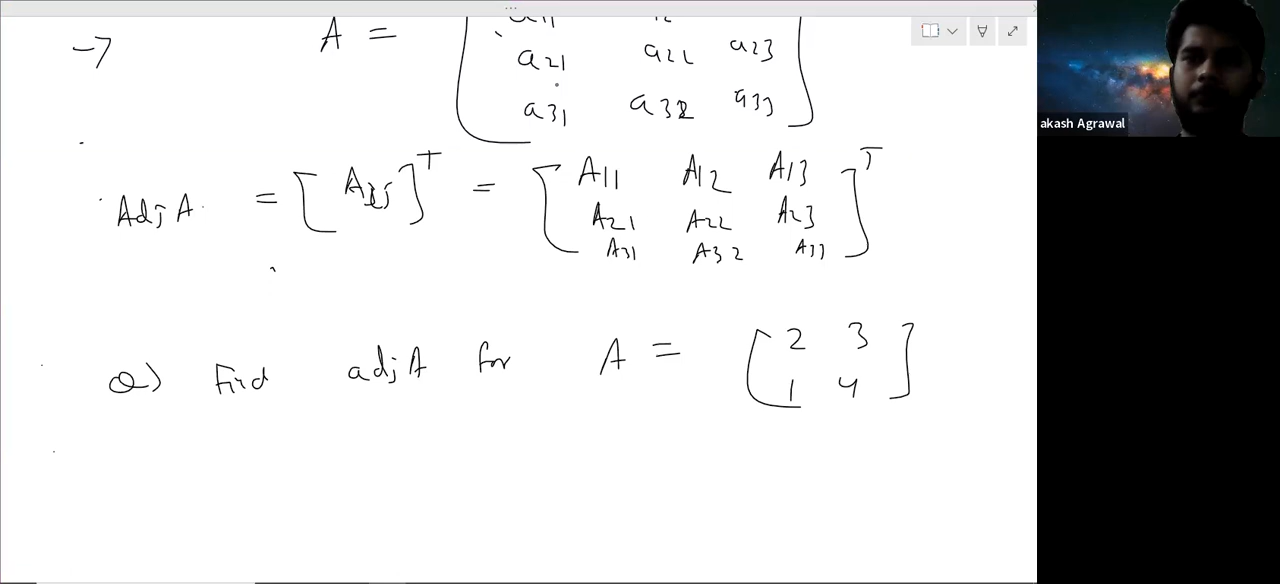 → A = [ a11
a21 a22 a23
a31 a32 a33 ]
Adj A = [ Aij ]T = [ A11 A12 A13
A21 A22 A23
A31 A32 A33 ]T
Q) Find adj A for A = [ 2 3
1 4 ]
akash Agrawal